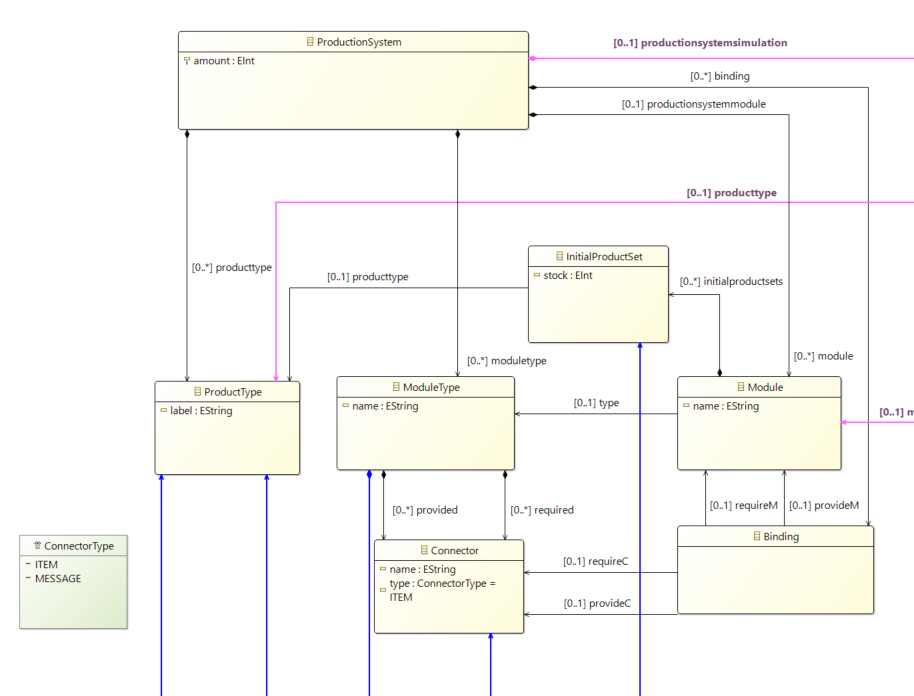 ProductionSystem
[0..1] productionsystemsimulation
amount : EInt
[0..*] binding
[0..1] productionsystemmodule
[0..1] producttype
InitialProductSet
[0..*] producttype
[0..1] producttype
stock : EInt
[0..*] initialproductsets
[0..*] moduletype
[0..*] module
ProductType
ModuleType
Module
label : EString
name : EString
[0..1] type
name : EString
[0..1] m
[0..*] provided
[0..*] required
[0..1] requireM
[0..1] provideM
ConnectorType
ITEM
MESSAGE
Connector
name : EString
type : ConnectorType =
ITEM
[0..1] requireC
[0..1] provideC
Binding